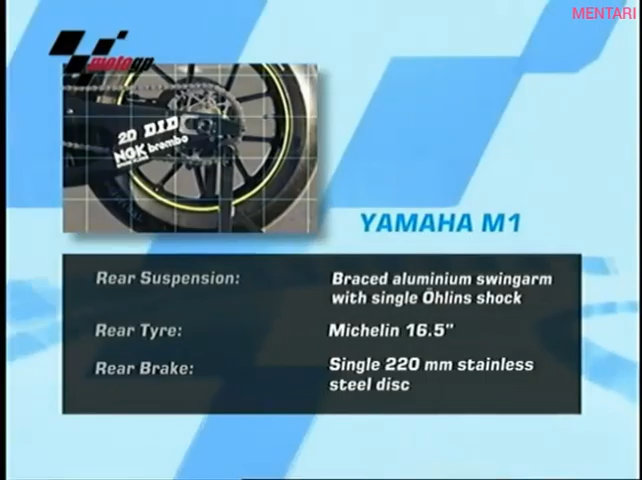 MENTARI
motogp
20 D.I.D
NGK brembo
YAMAHA M1
Rear Suspension: Braced aluminium swingarm
with single Öhlins shock
Rear Tyre: Michelin 16.5"
Rear Brake: Single 220 mm stainless
steel disc